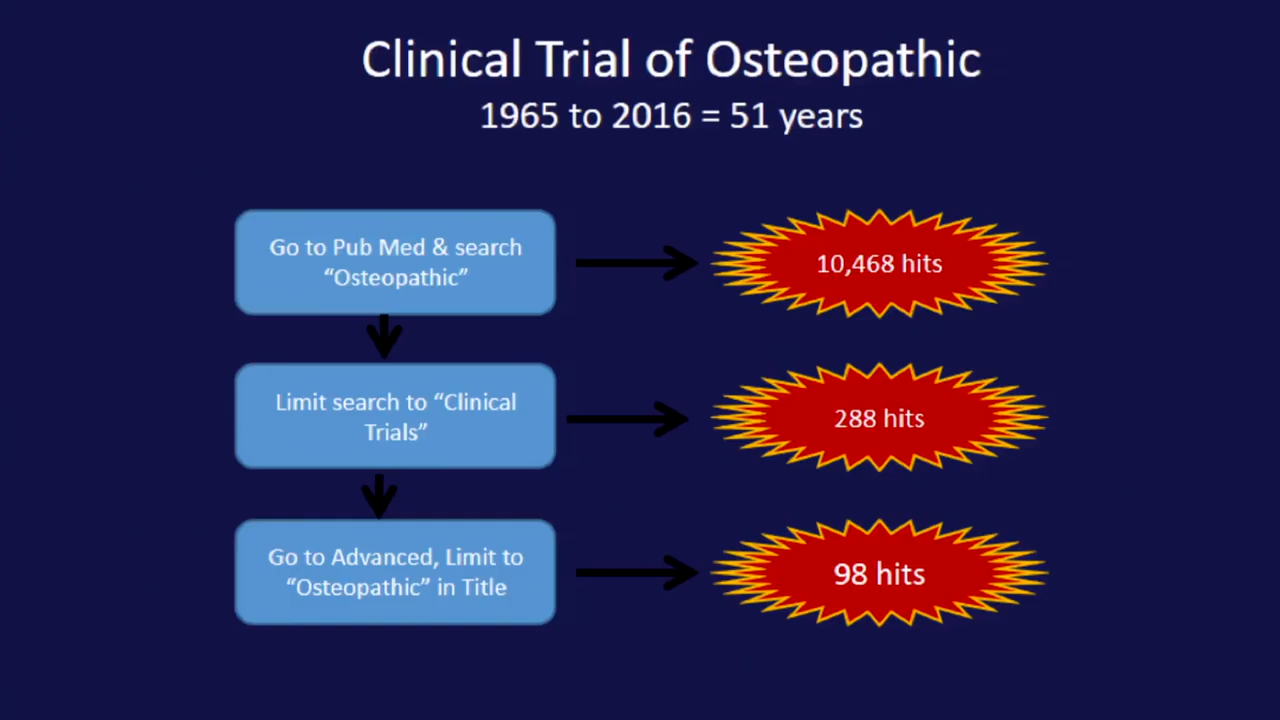 Clinical Trial of Osteopathic
1965 to 2016 = 51 years
Go to Pub Med & search
“Osteopathic”
10,468 hits
Limit search to “Clinical
Trials”
288 hits
Go to Advanced, Limit to
“Osteopathic” in Title
98 hits